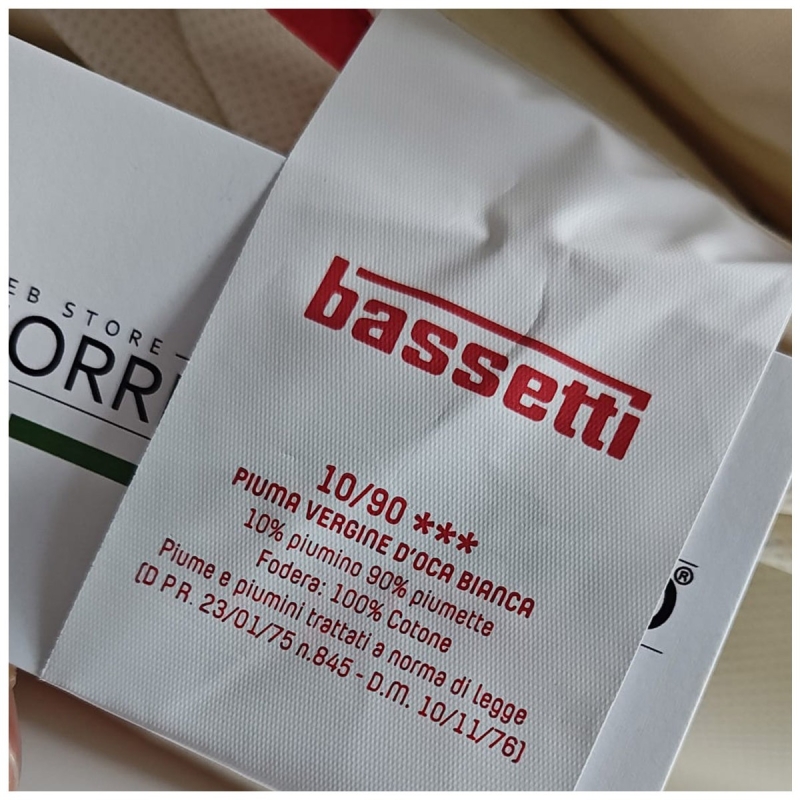 EB STORE
ORR
bassetti
10/90 ***
PIUMA VERGINE D'OCA BIANCA
10% piumino 90% piumette
Fodera: 100% Cotone
Piume e piumini trattati a norma di legge
[D P R. 23/01/75 n.845 - D.M. 10/11/76]
®